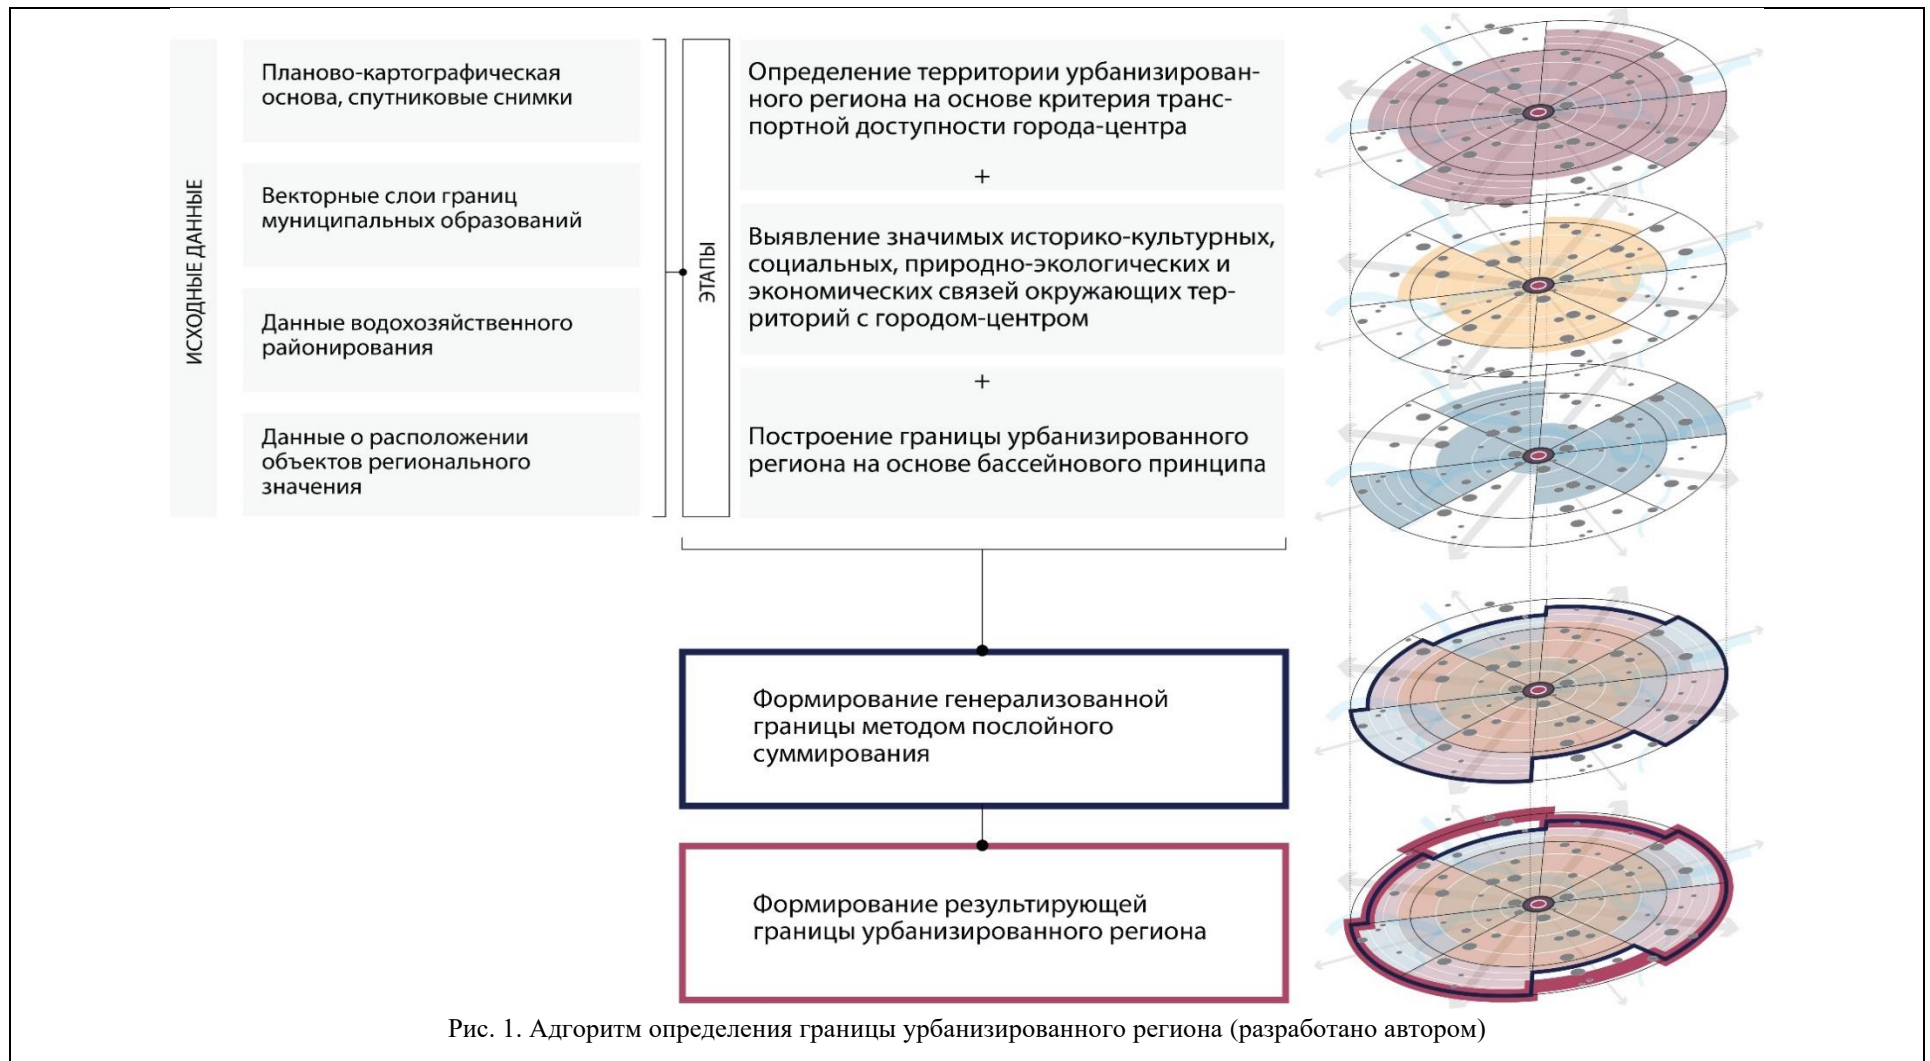 ИСХОДНЫЕ ДАННЫЕ
Планово-картографическая
основа, спутниковые снимки
Векторные слои границ
муниципальных образований
Данные водохозяйственного
районирования
Данные о расположении
объектов регионального
значения
ЭТАПЫ
Определение территории урбанизирован-
ного региона на основе критерия транс-
портной доступности города-центра
+
Выявление значимых историко-культурных,
социальных, природно-экологических и
экономических связей окружающих тер-
риторий с городом-центром
+
Построение границы урбанизированного
региона на основе бассейнового принципа
Формирование генерализованной
границы методом послойного
суммирования
Формирование результирующей
границы урбанизированного региона
Рис. 1. Адгоритм определения границы урбанизированного региона (разработано автором)